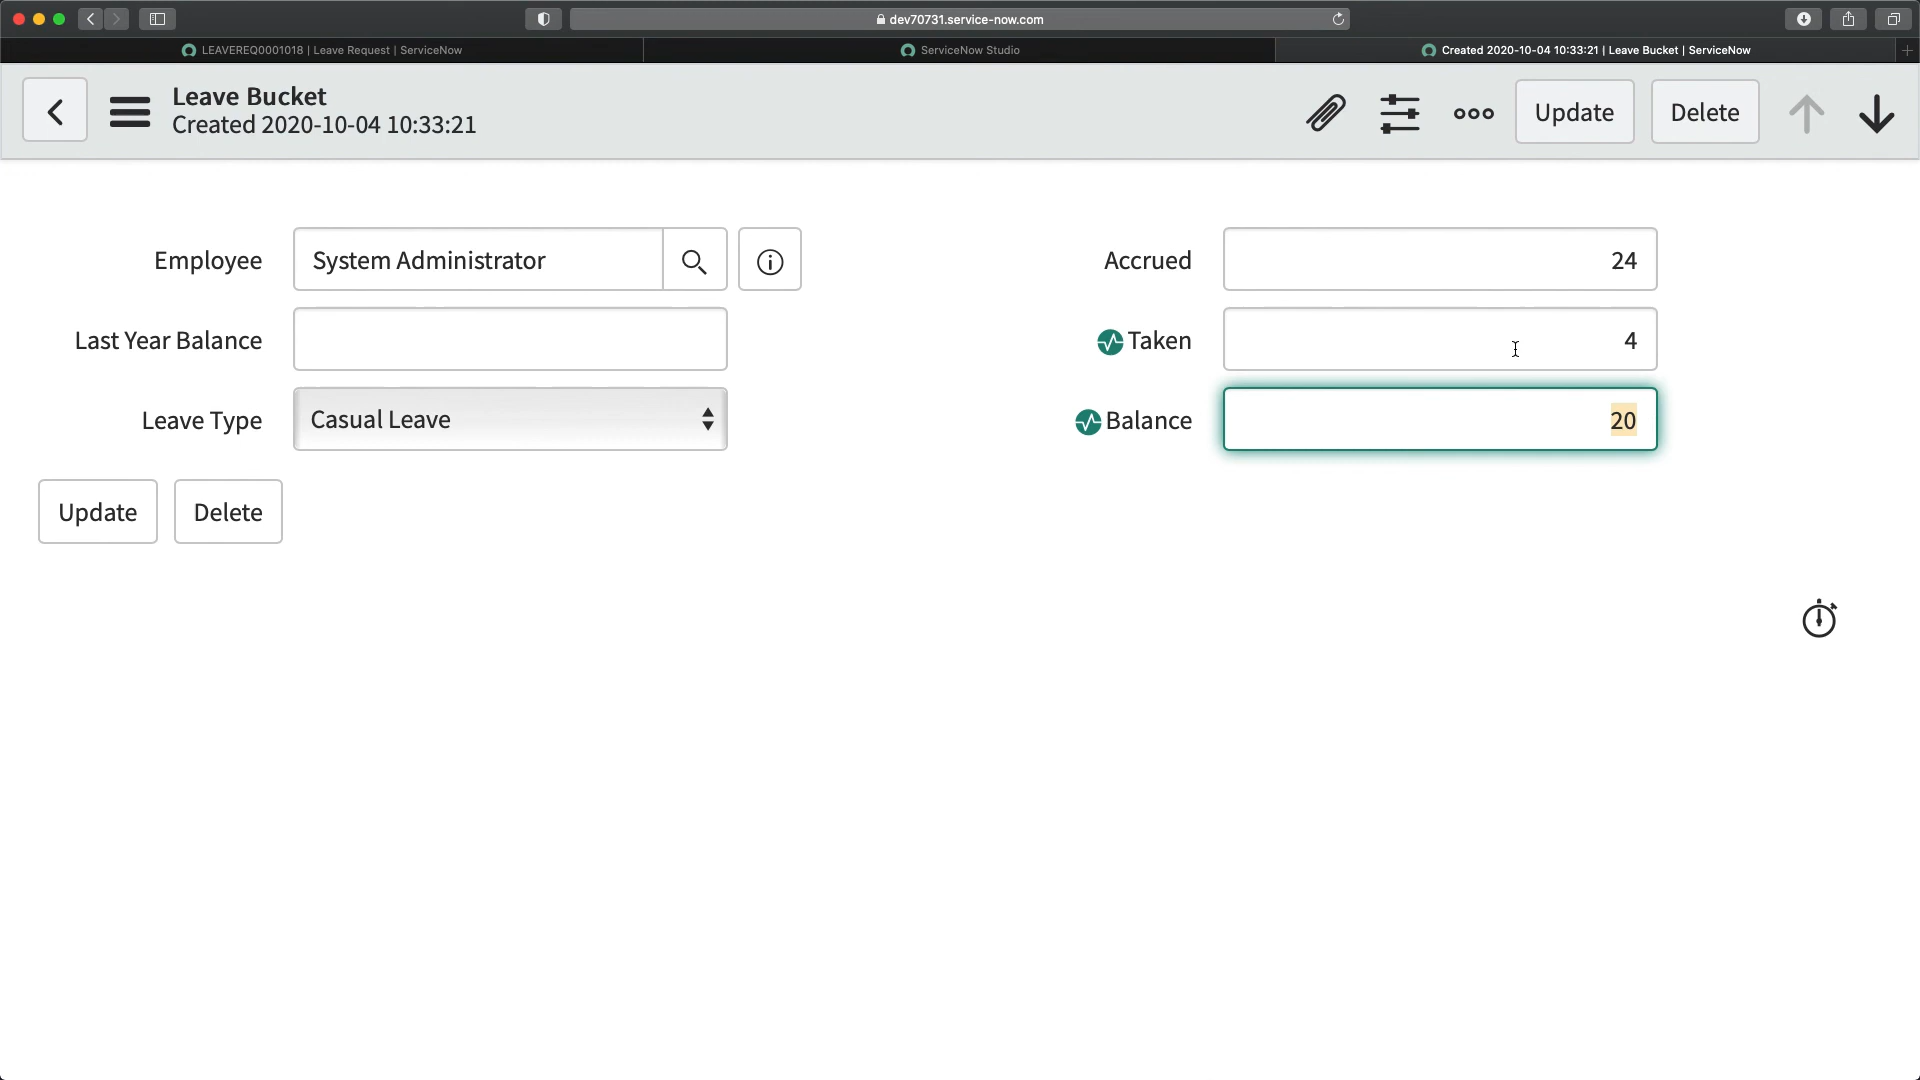 dev70731.service-now.com
LEAVEREQ0001018 | Leave Request | ServiceNow
ServiceNow Studio
Created 2020-10-04 10:33:21 | Leave Bucket | ServiceNow
Leave Bucket
Created 2020-10-04 10:33:21
Update
Delete
Employee
System Administrator
Accrued
24
Last Year Balance
Taken
4
Leave Type
Casual Leave
Balance
20
Update
Delete